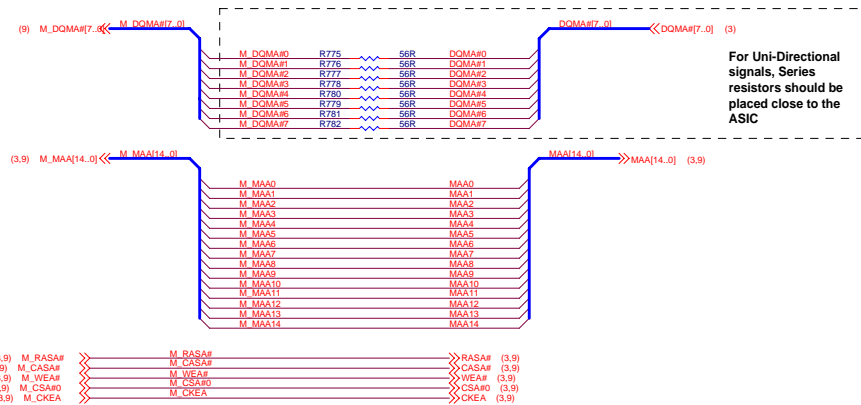 (9) M_DQMA#[7..0] M_DQMA#[7..0] DQMA#[7..0] DQMA#[7..0] (3)
M_DQMA#0 R775 56R DQMA#0
M_DQMA#1 R776 56R DQMA#1
M_DQMA#2 R777 56R DQMA#2
M_DQMA#3 R778 56R DQMA#3
M_DQMA#4 R780 56R DQMA#4
M_DQMA#5 R779 56R DQMA#5
M_DQMA#6 R781 56R DQMA#6
M_DQMA#7 R782 56R DQMA#7
For Uni-Directional
signals, Series
resistors should be
placed close to the
ASIC
(3,9) M_MAA[14..0] M_MAA[14..0] MAA[14..0] MAA[14..0] (3,9)
M_MAA0 MAA0
M_MAA1 MAA1
M_MAA2 MAA2
M_MAA3 MAA3
M_MAA4 MAA4
M_MAA5 MAA5
M_MAA6 MAA6
M_MAA7 MAA7
M_MAA8 MAA8
M_MAA9 MAA9
M_MAA10 MAA10
M_MAA11 MAA11
M_MAA12 MAA12
M_MAA13 MAA13
M_MAA14 MAA14
,9) M_RASA# M_RASA# RASA# (3,9)
9) M_CASA# M_CASA# CASA# (3,9)
,9) M_WEA# M_WEA# WEA# (3,9)
,9) M_CSA#0 M_CSA#0 CSA#0 (3,9)
3,9) M_CKEA M_CKEA CKEA (3,9)